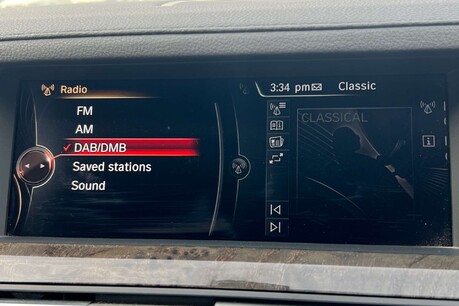 Radio
3:34 pm
Classic
FM
AM
DAB/DMB
Saved stations
Sound
CLASSICAL